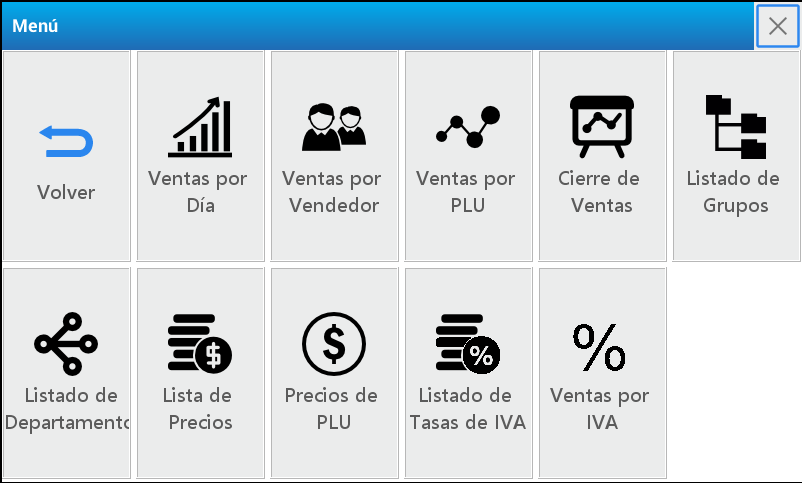 Menú
Volver
Ventas por
Día
Ventas por
Vendedor
Ventas por
PLU
Cierre de
Ventas
Listado de
Grupos
Listado de
Departamento
Lista de
Precios
Precios de
PLU
Listado de
Tasas de IVA
Ventas por
IVA